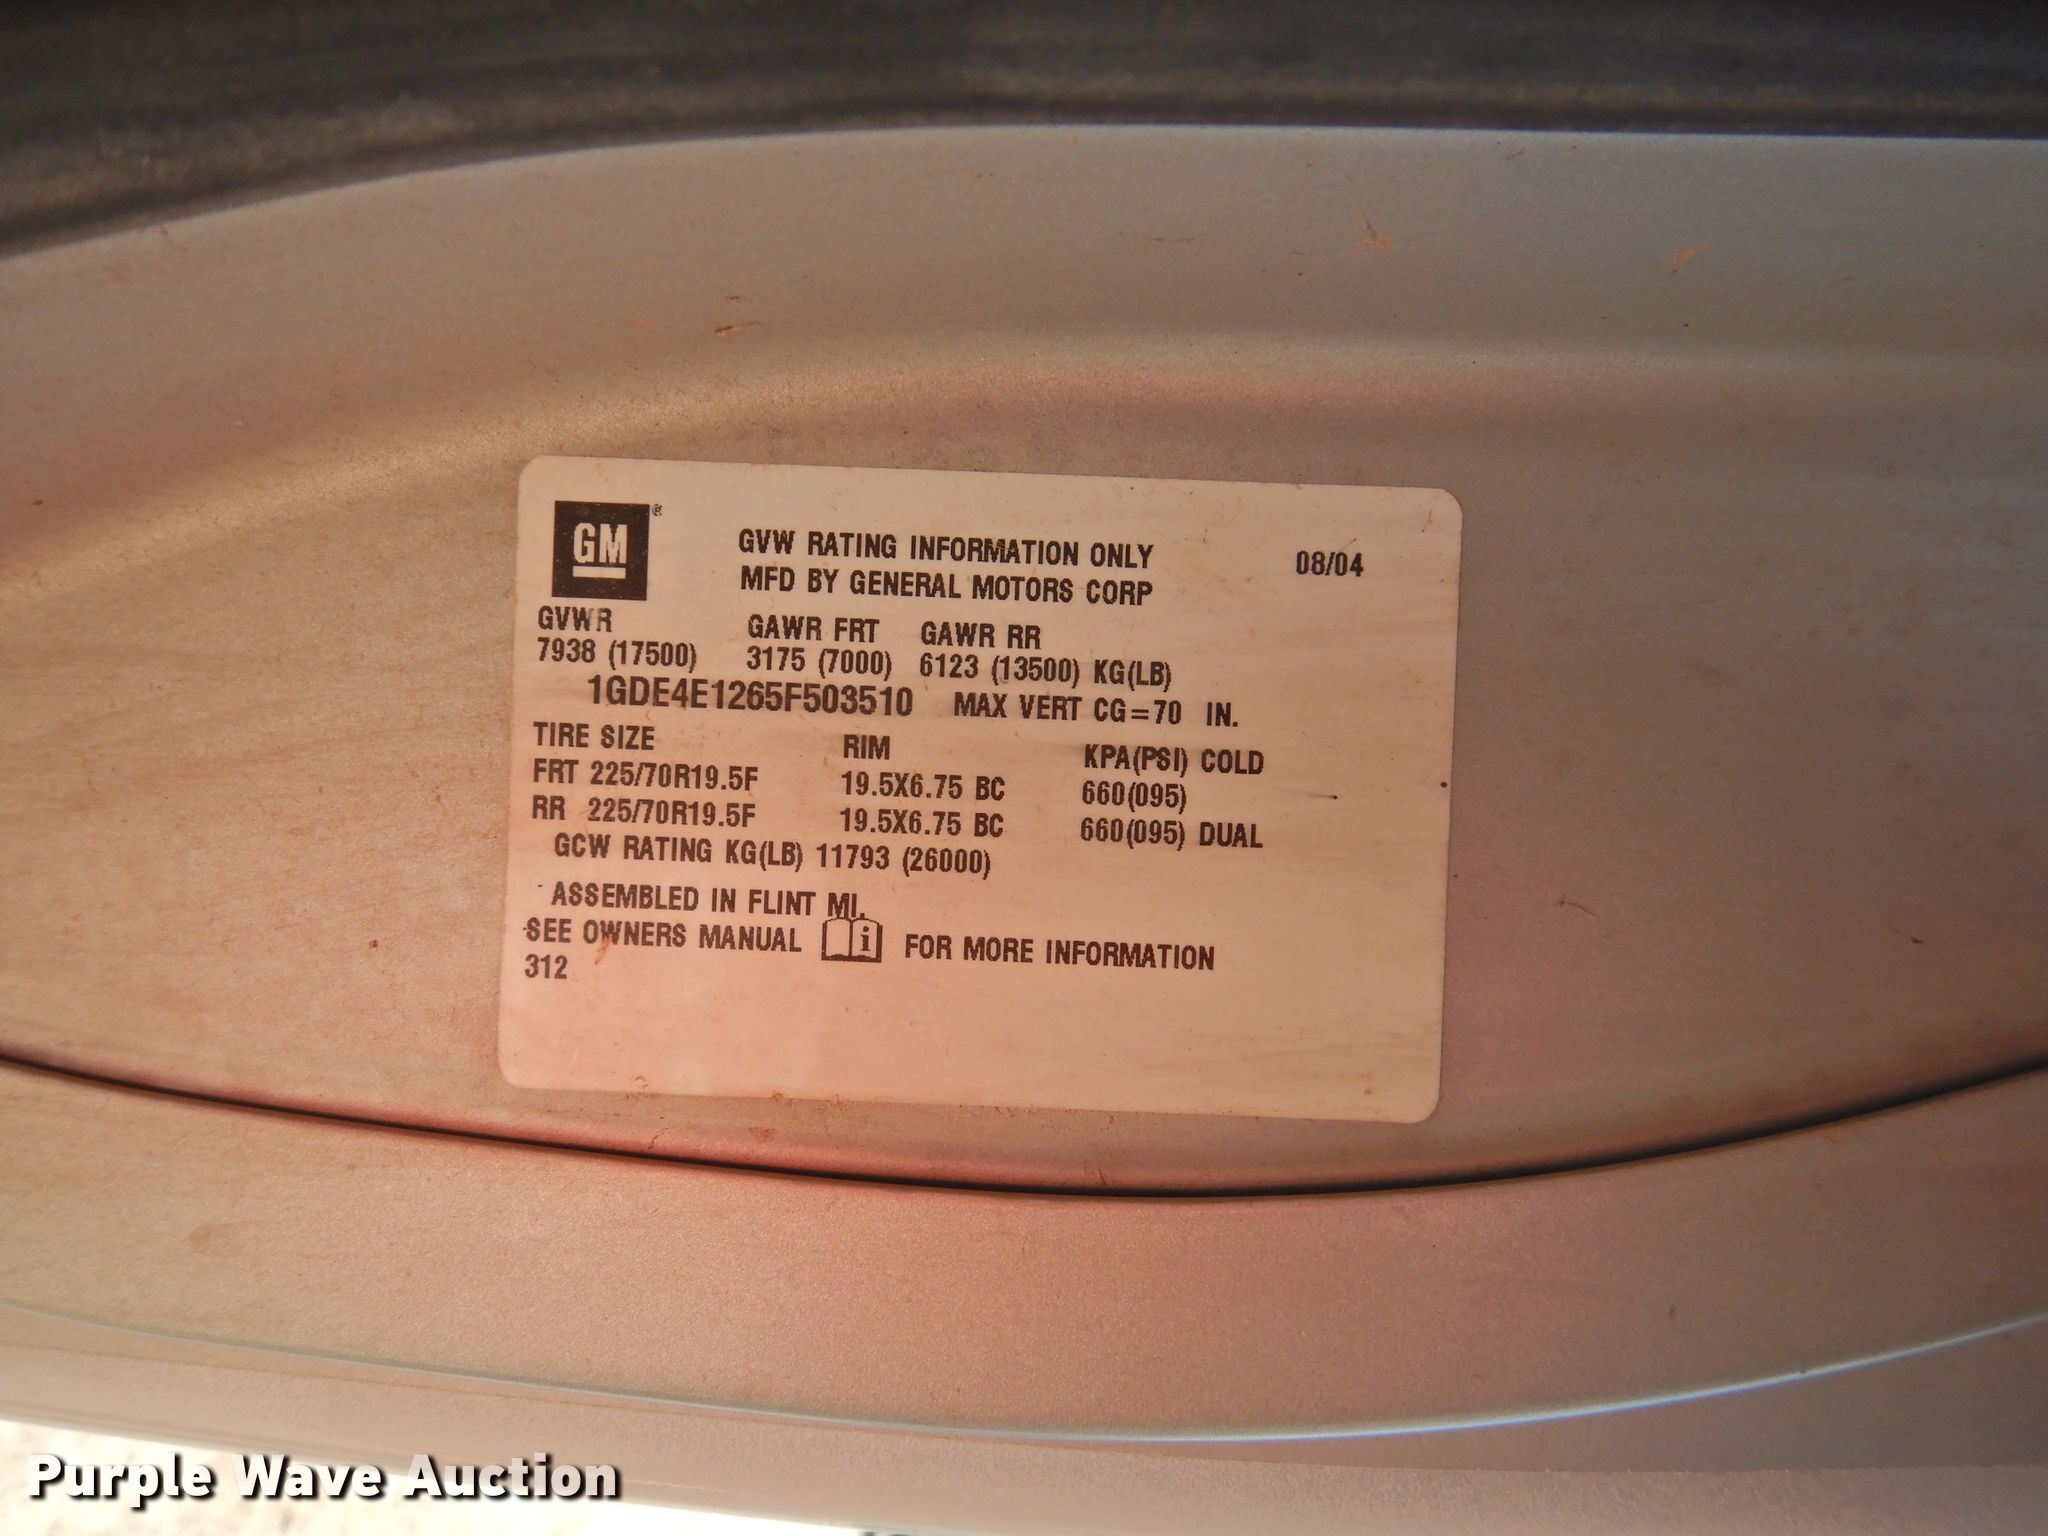 GM ®
GVW RATING INFORMATION ONLY 08/04
MFD BY GENERAL MOTORS CORP
GVWR GAWR FRT GAWR RR
7938 (17500) 3175 (7000) 6123 (13500) KG(LB)
1GDE4E1265F503510 MAX VERT CG=70 IN.
TIRE SIZE RIM KPA(PSI) COLD
FRT 225/70R19.5F 19.5X6.75 BC 660(095)
RR 225/70R19.5F 19.5X6.75 BC 660(095) DUAL
GCW RATING KG(LB) 11793 (26000)
ASSEMBLED IN FLINT MI.
SEE OWNERS MANUAL i FOR MORE INFORMATION
312
Purple Wave Auction